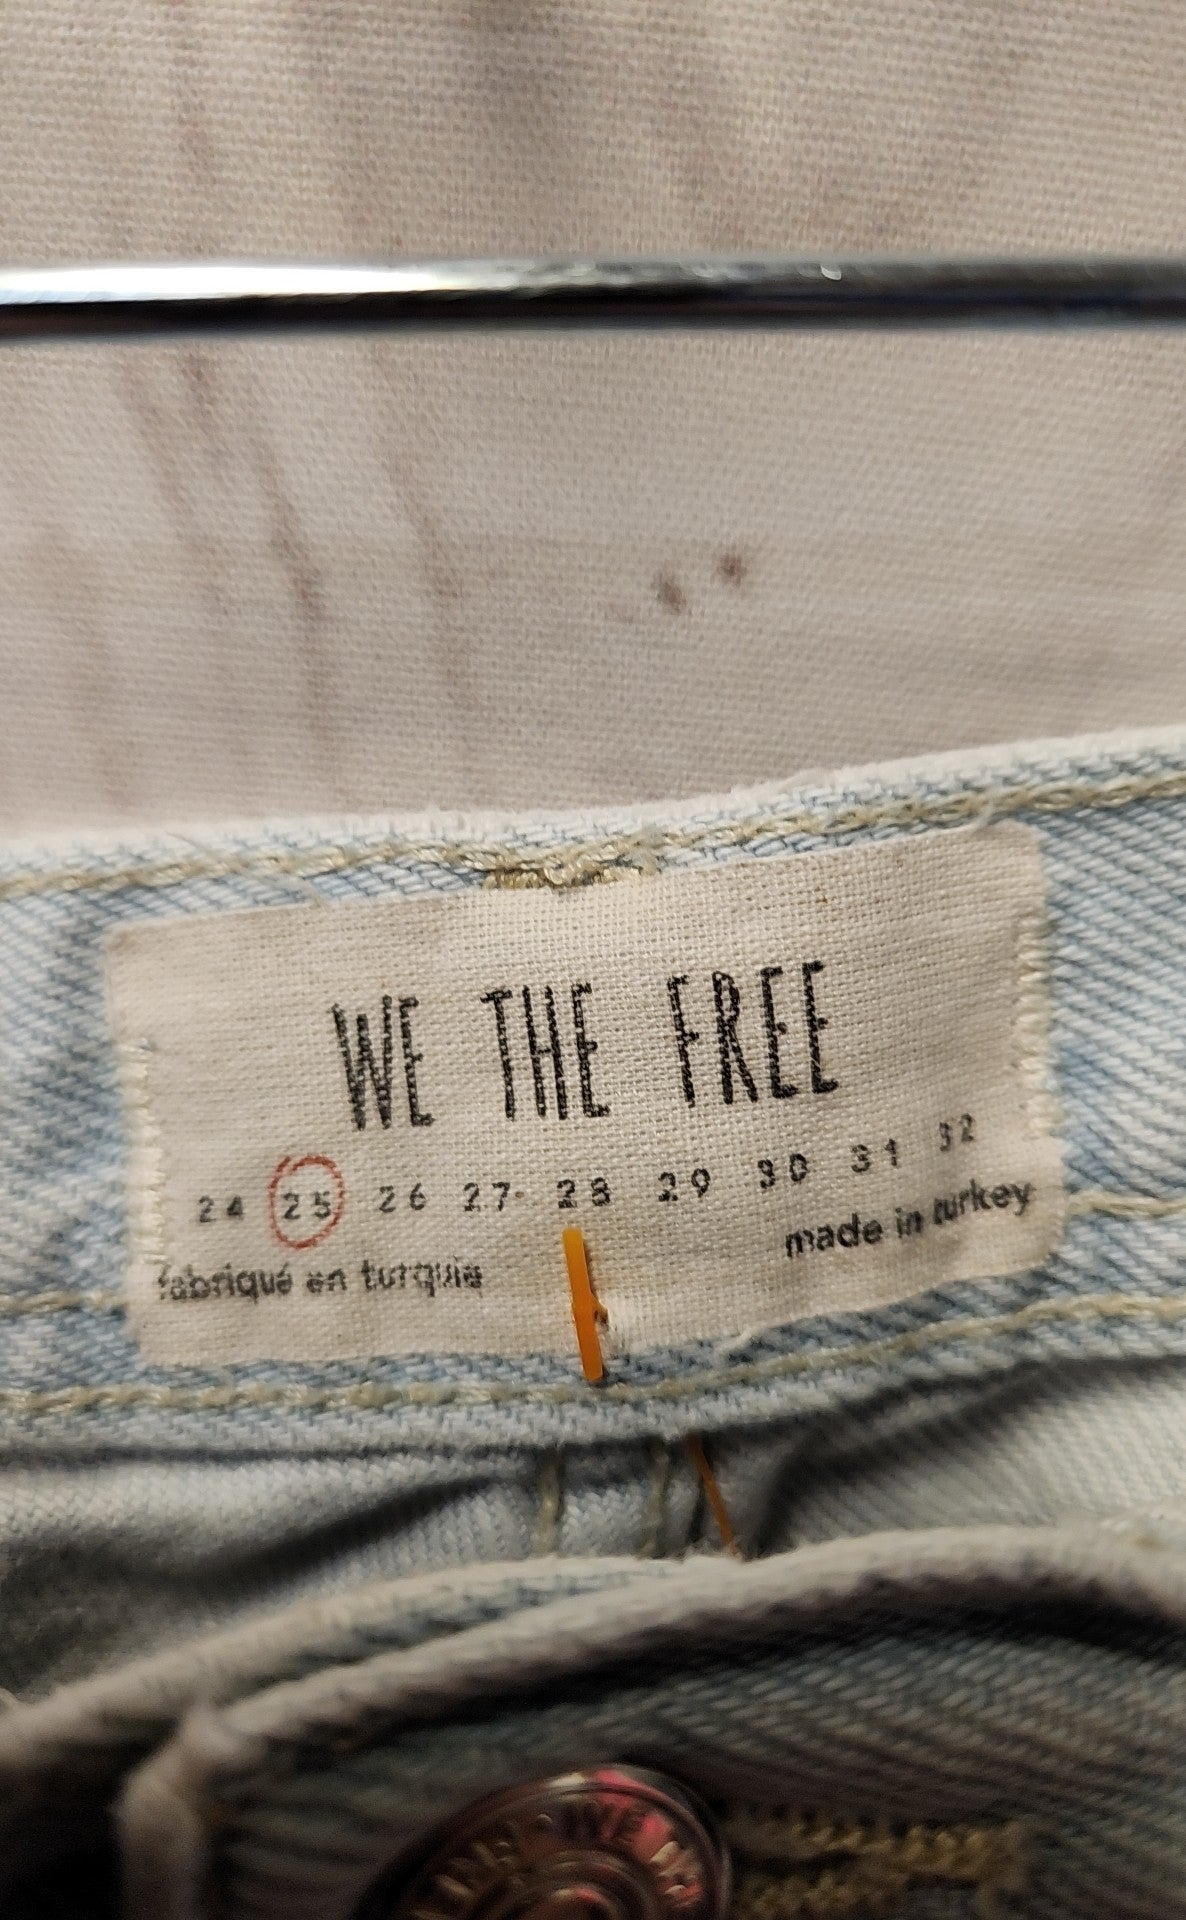 WE THE FREE
24 25 26 27 28 29 30 31 32
fabriqué en turquie made in turkey